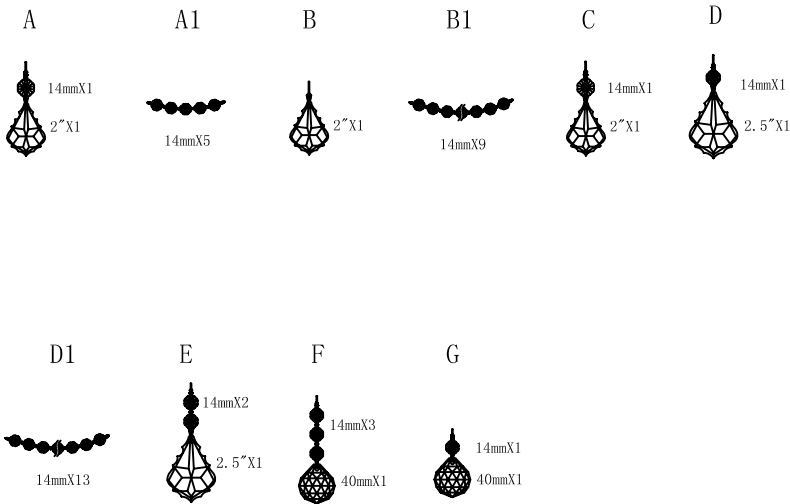 A A1 B B1 C D
14mmX1 14mmX1 14mmX1
2″X1 2″X1 2″X1 2.5″X1
14mmX5 14mmX9
D1 E F G
14mmX2 14mmX3 14mmX1
2.5″X1 40mmX1 40mmX1
14mmX13